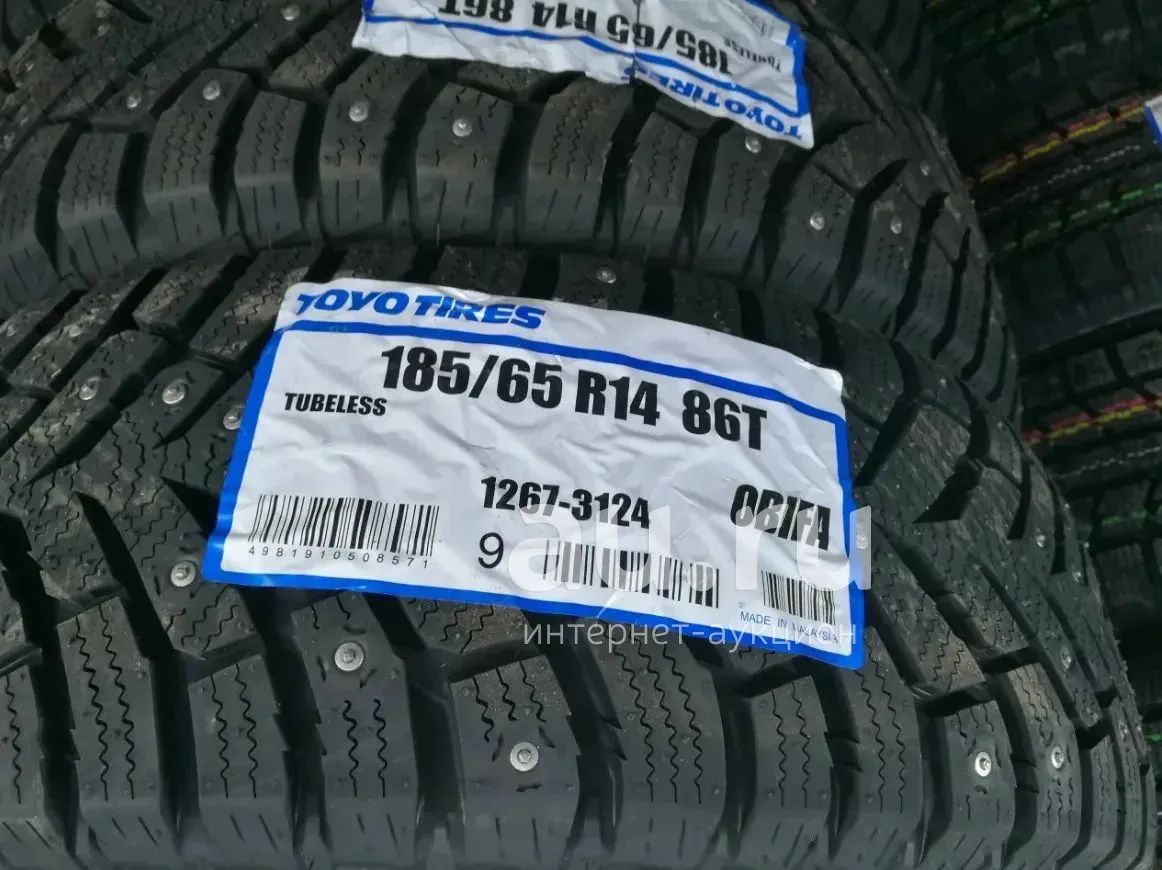 185/65 R14 86T
TUBELESS
TOYO TIRES
TOYO TIRES
185/65 R14 86T
TUBELESS
1267-3124
OBIFA
4981910508571
9
au.ru
MADE IN MALAYSIA
интернет-аукцион